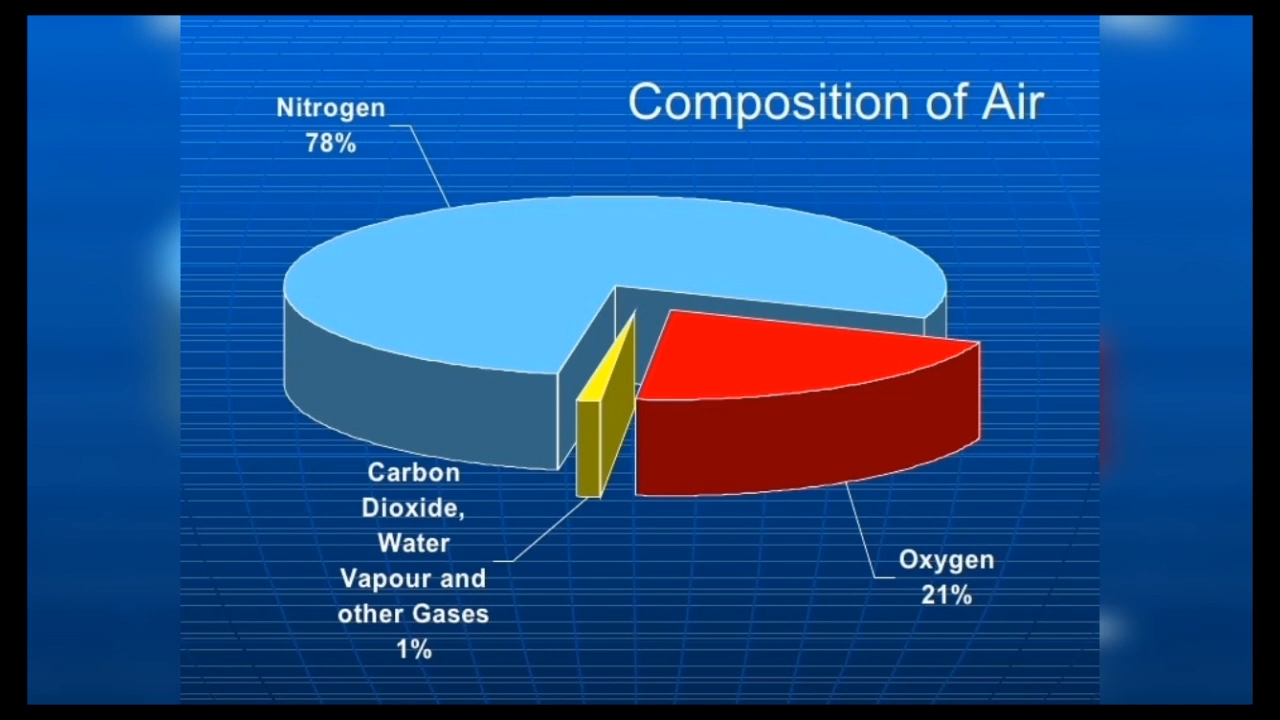 Composition of Air
Nitrogen
78%
Carbon
Dioxide,
Water
Vapour and
other Gases
1%
Oxygen
21%